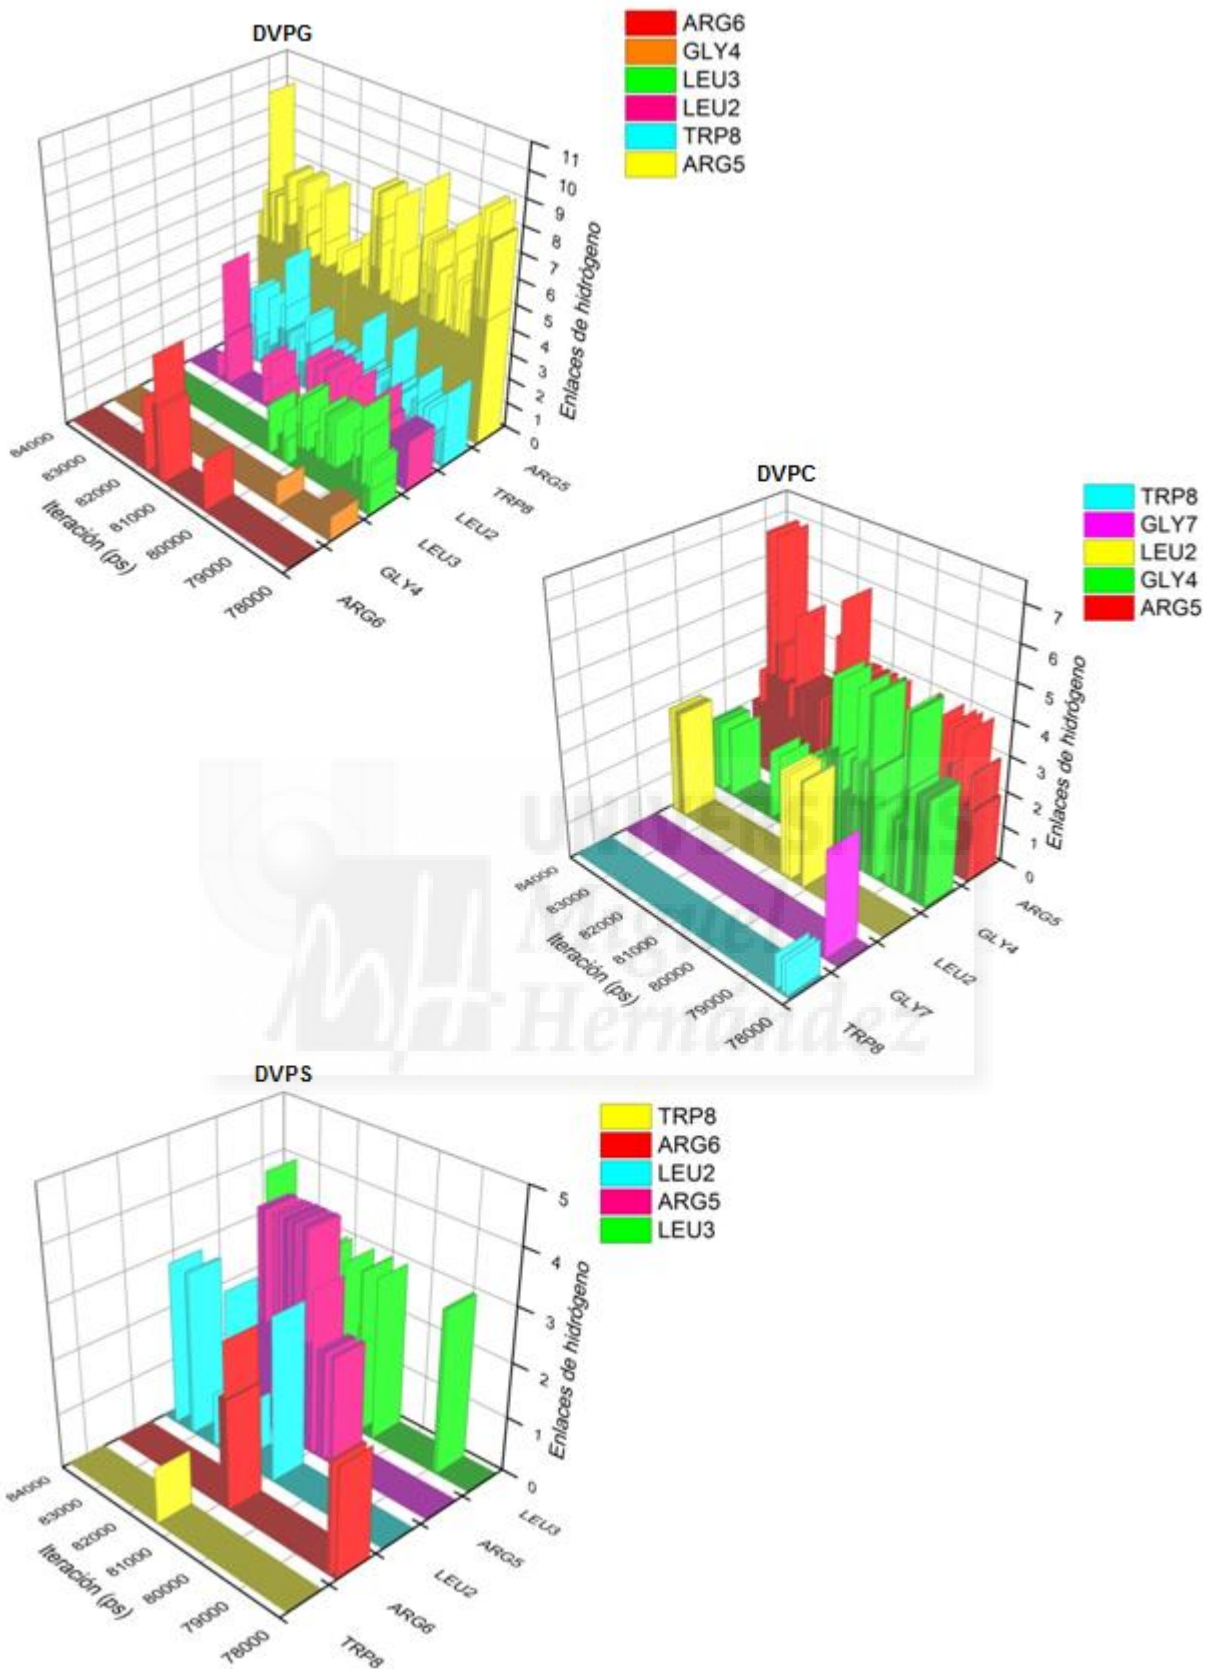 DVPG
ARG6
GLY4
LEU3
LEU2
TRP8
ARG5
11
10
9
8
7
6
5
4
3
2
1
0
Enlaces de hidrógeno
84000
83000
82000
81000
80000
79000
78000
Iteración (ps)
ARG5
TRP8
LEU2
LEU3
GLY4
ARG6
DVPC
TRP8
GLY7
LEU2
GLY4
ARG5
7
6
5
4
3
2
1
0
Enlaces de hidrógeno
84000
83000
82000
81000
80000
79000
78000
Iteración (ps)
ARG5
GLY4
LEU2
GLY7
TRP8
UNIVERSITAS
Miguel
Hernández
DVPS
TRP8
ARG6
LEU2
ARG5
LEU3
5
4
3
2
1
0
Enlaces de hidrógeno
84000
83000
82000
81000
80000
79000
78000
Iteración (ps)
LEU3
ARG5
LEU2
ARG6
TRP8